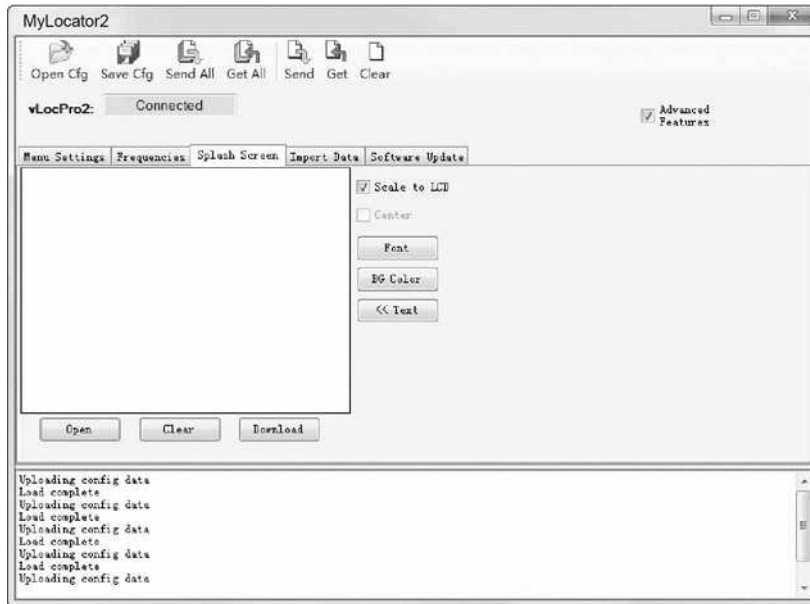 MyLocator2
Open Cfg Save Cfg Send All Get All Send Get Clear
vLocPro2: Connected
Advanced
Features
Menu Settings Frequencies Splash Screen Import Data Software Update
Scale to LCD
Center
Font
BG Color
<< Text
Open Clear Download
Uploading config data
Load complete
Uploading config data
Load complete
Uploading config data
Load complete
Uploading config data
Load complete
Uploading config data